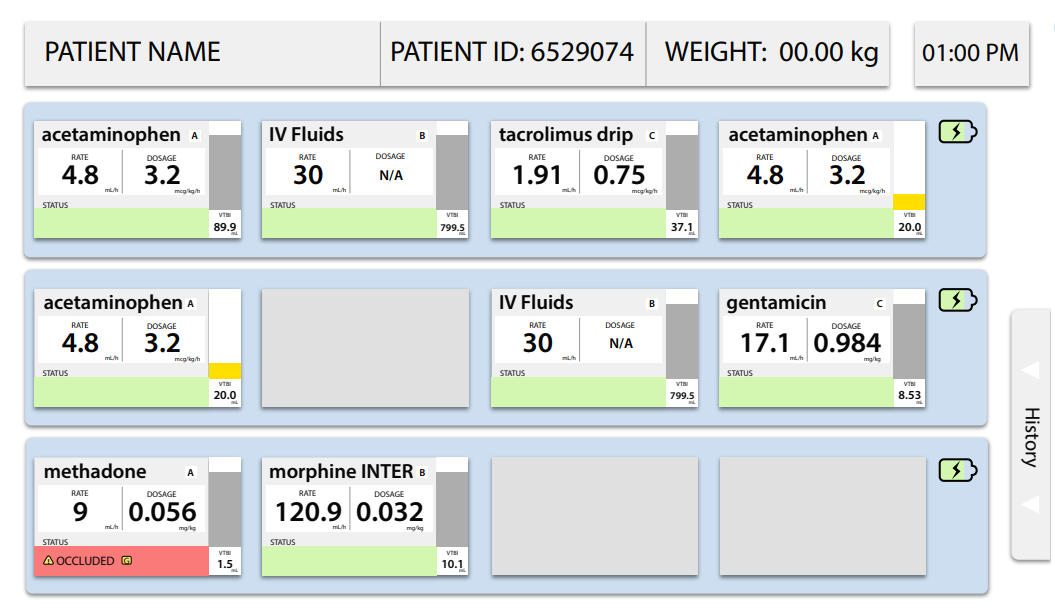 PATIENT NAME
PATIENT ID: 6529074
WEIGHT: 00.00 kg
01:00 PM
acetaminophen A
RATE
4.8
mL/h
DOSAGE
3.2
mcg/kg/h
STATUS
VTBI
89.9
mL
IV Fluids B
RATE
30
mL/h
DOSAGE
N/A
STATUS
VTBI
799.5
mL
tacrolimus drip C
RATE
1.91
mL/h
DOSAGE
0.75
mcg/kg/h
STATUS
VTBI
37.1
mL
acetaminophen A
RATE
4.8
mL/h
DOSAGE
3.2
mcg/kg/h
STATUS
VTBI
20.0
mL
acetaminophen A
RATE
4.8
mL/h
DOSAGE
3.2
mcg/kg/h
STATUS
VTBI
20.0
mL
IV Fluids B
RATE
30
mL/h
DOSAGE
N/A
STATUS
VTBI
799.5
mL
gentamicin C
RATE
17.1
mL/h
DOSAGE
0.984
mg/kg
STATUS
VTBI
8.53
mL
History
methadone A
RATE
9
mL/h
DOSAGE
0.056
mg/kg
STATUS
OCCLUDED G
VTBI
1.5
mL
morphine INTER B
RATE
120.9
mL/h
DOSAGE
0.032
mg/kg
STATUS
VTBI
10.1
mL